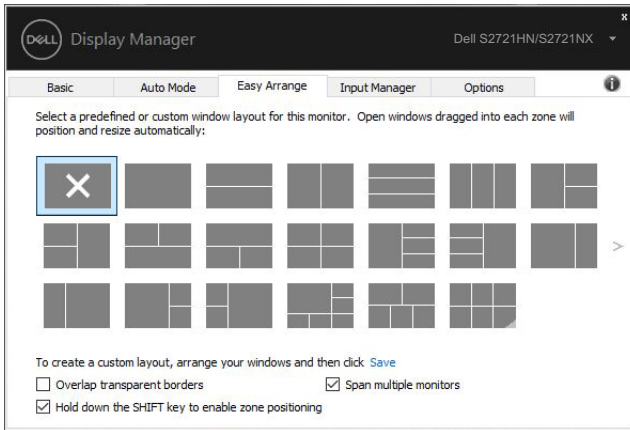 x
DELL Display Manager Dell S2721HN/S2721NX
Basic Auto Mode Easy Arrange Input Manager Options i
Select a predefined or custom window layout for this monitor. Open windows dragged into each zone will
position and resize automatically:
To create a custom layout, arrange your windows and then click Save
Overlap transparent borders Span multiple monitors
Hold down the SHIFT key to enable zone positioning